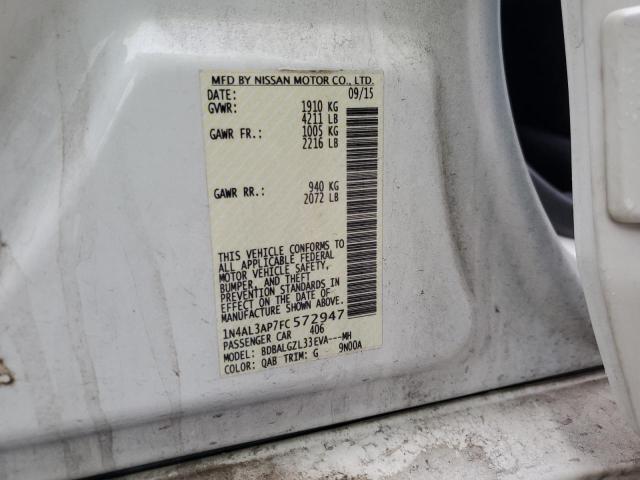 MFD BY NISSAN MOTOR CO., LTD.
DATE: 09/15
GVWR: 1910 KG
4211 LB
GAWR FR.: 1005 KG
2216 LB
GAWR RR.: 940 KG
2072 LB
THIS VEHICLE CONFORMS TO
ALL APPLICABLE FEDERAL
MOTOR VEHICLE SAFETY,
BUMPER, AND THEFT
PREVENTION STANDARDS IN
EFFECT ON THE DATE OF
MANUFACTURE SHOWN ABOVE.
1N4AL3AP7FC572947
PASSENGER CAR 406
MODEL: BDBALGZL33EVA---MH
COLOR: QAB TRIM: G 9N00A